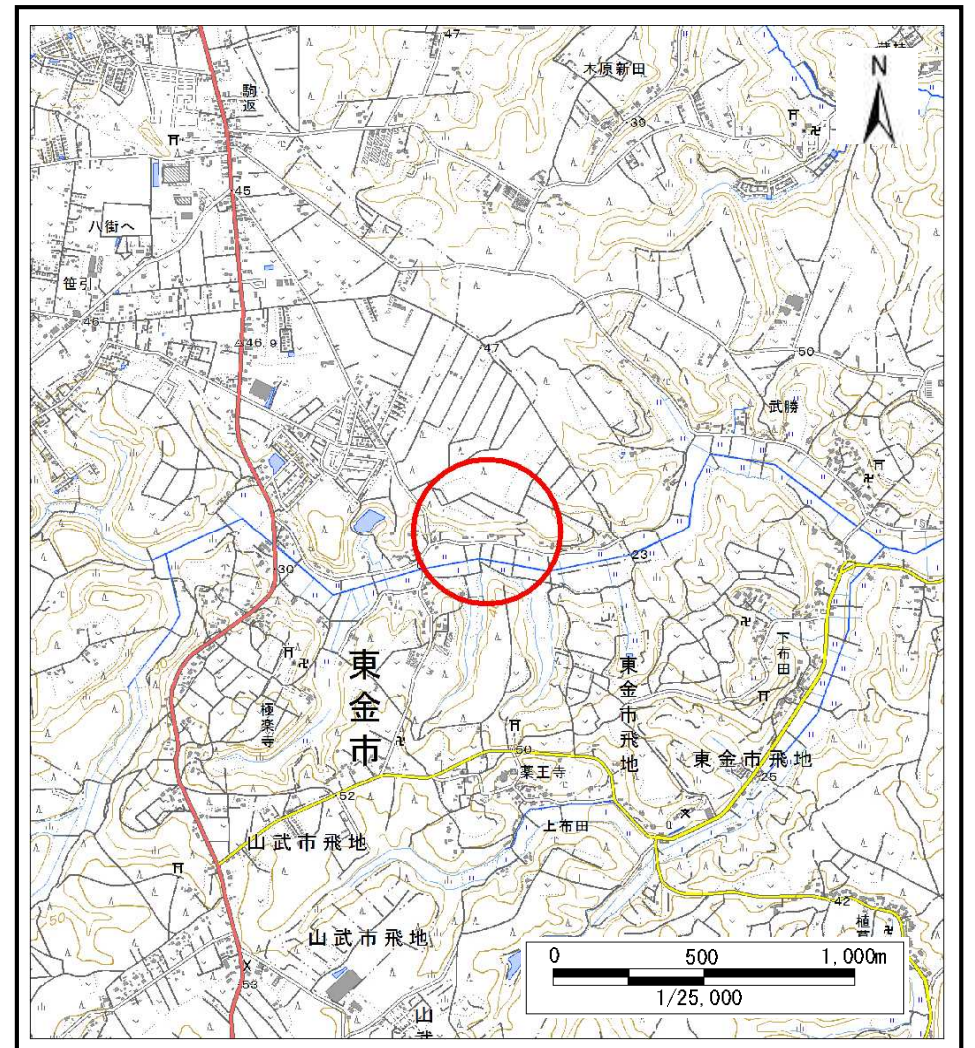 47
木原新田
N
駒返
39
45
八街へ
笹引
46
46.9
47
50
武勝
23
30
下布田
東金市
東金市飛地
極楽寺
50
東金市飛地
薬王寺
25
52
上布田
山武市飛地
42
50
山武市飛地
0 500 1,000m
53
1/25,000
山武